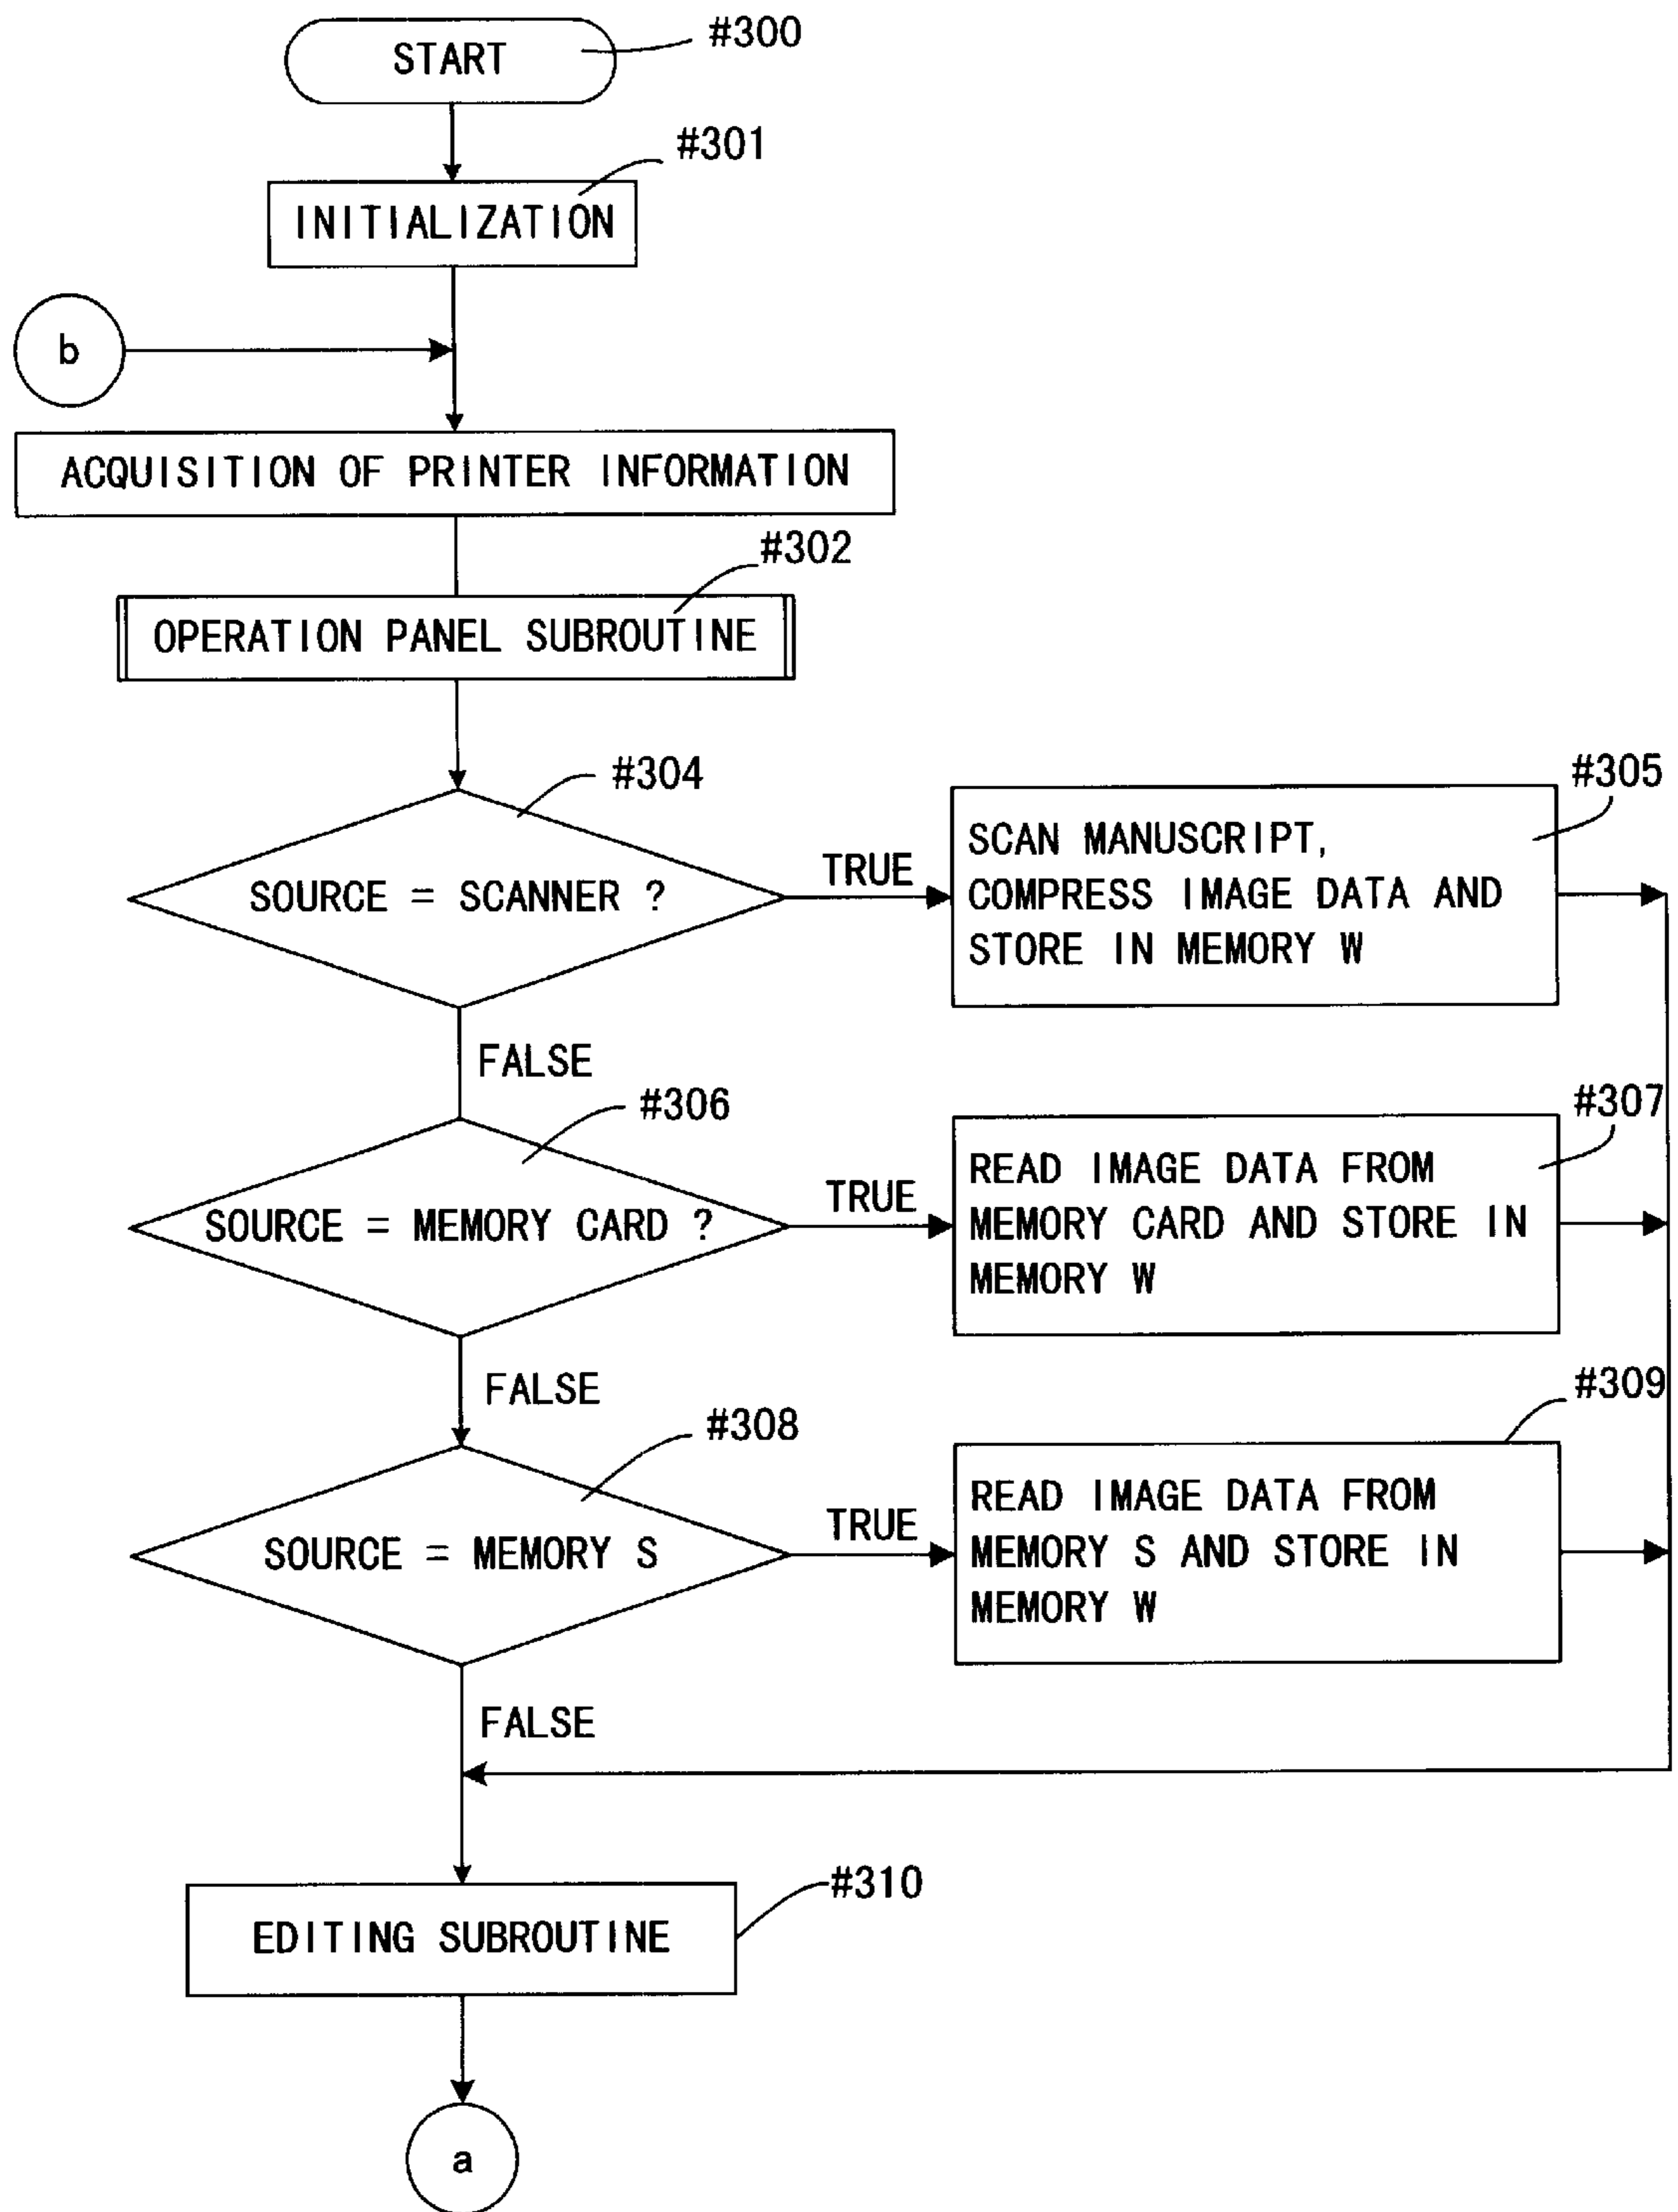 START
#300
#301
INITIALIZATION
b
ACQUISITION OF PRINTER INFORMATION
#302
OPERATION PANEL SUBROUTINE
#304
SOURCE = SCANNER ?
TRUE
#305
SCAN MANUSCRIPT,
COMPRESS IMAGE DATA AND
STORE IN MEMORY W
FALSE
#306
SOURCE = MEMORY CARD ?
TRUE
#307
READ IMAGE DATA FROM
MEMORY CARD AND STORE IN
MEMORY W
FALSE
#308
SOURCE = MEMORY S
TRUE
#309
READ IMAGE DATA FROM
MEMORY S AND STORE IN
MEMORY W
FALSE
#310
EDITING SUBROUTINE
a